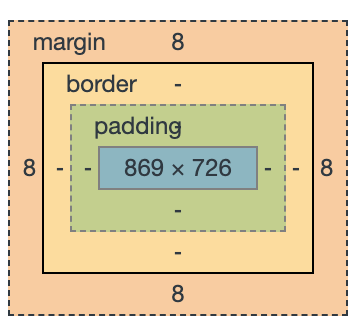 margin 8
border -
padding -
8 - - 869 × 726 - - 8
-
-
8